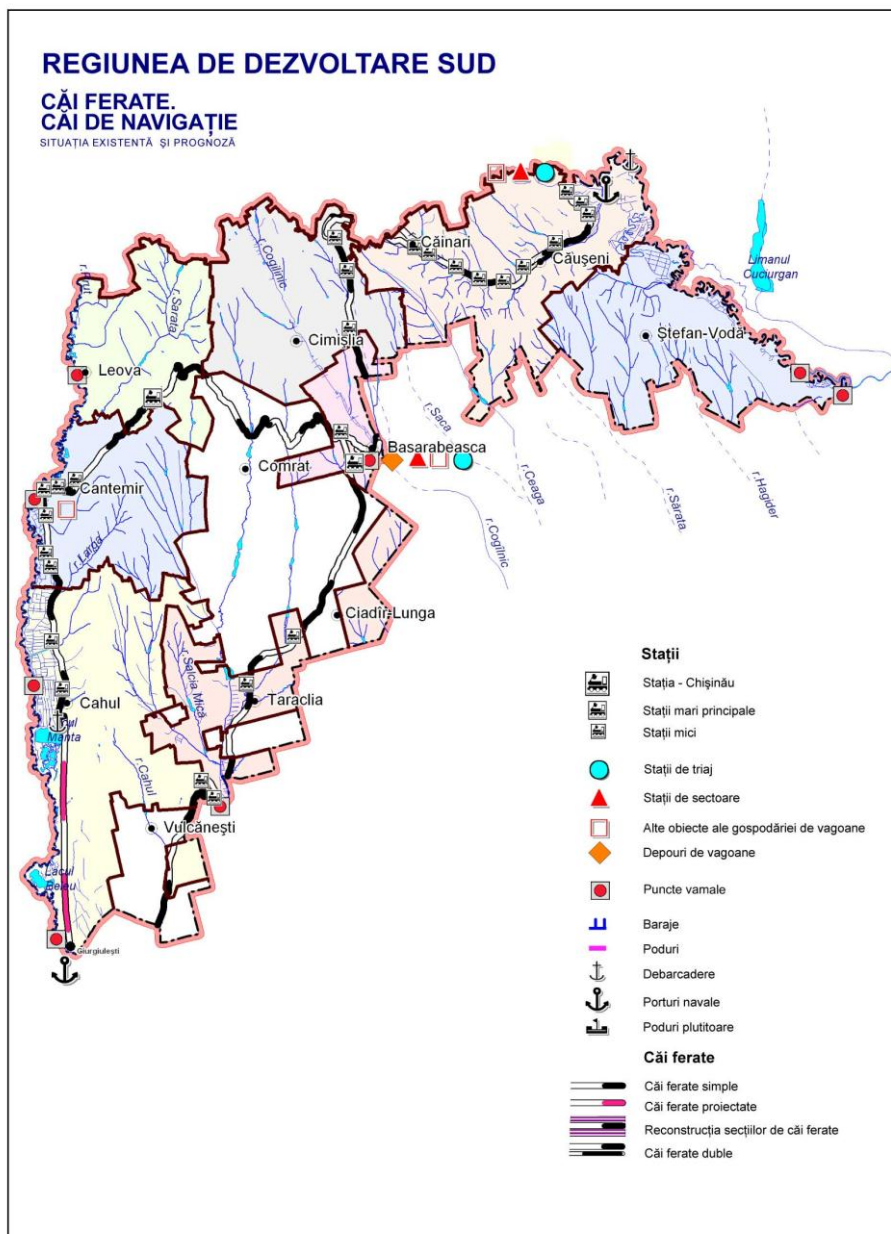 REGIUNEA DE DEZVOLTARE SUD
CĂI FERATE.
CĂI DE NAVIGAȚIE
SITUAȚIA EXISTENTĂ ȘI PROGNOZĂ
Căinari
Căușeni
Limanul
Cuciurgan
r.Cogîlnic
r.Prut
r.Sarata
Cimișlia
Ștefan-Vodă
Leova
r.Saca
Basarabeasca
r.Ceaga
r.Hagider
r.Sărata
r.Cogîlnic
Comrat
Cantemir
r.Larga
Ciadîr-Lunga
r.Salcia Mică
Taraclia
Cahul
Manta
r.Cahul
Vulcănești
Lacul
Beleu
Giurgiulești
Stații
Stația - Chișinău
Stații mari principale
Stații mici
Stații de triaj
Stații de sectoare
Alte obiecte ale gospodăriei de vagoane
Depouri de vagoane
Puncte vamale
Baraje
Poduri
Debarcadere
Porturi navale
Poduri plutitoare
Căi ferate
Căi ferate simple
Căi ferate proiectate
Reconstrucția secțiilor de căi ferate
Căi ferate duble